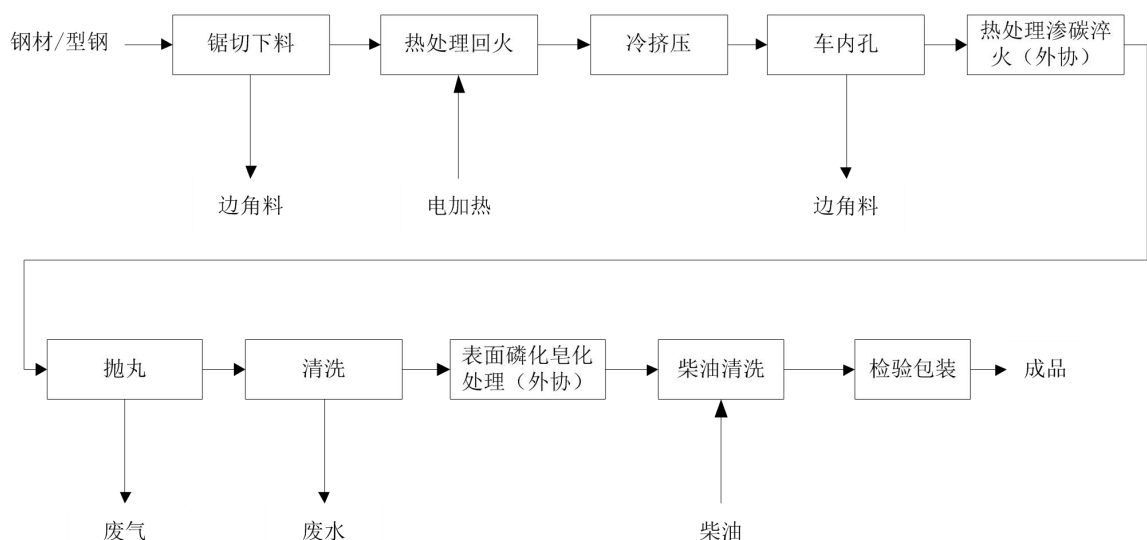 钢材/型钢
锯切下料
热处理回火
冷挤压
车内孔
热处理渗碳淬
火（外协）
边角料
电加热
边角料
抛丸
清洗
表面磷化皂化
处理（外协）
柴油清洗
检验包装
成品
废气
废水
柴油